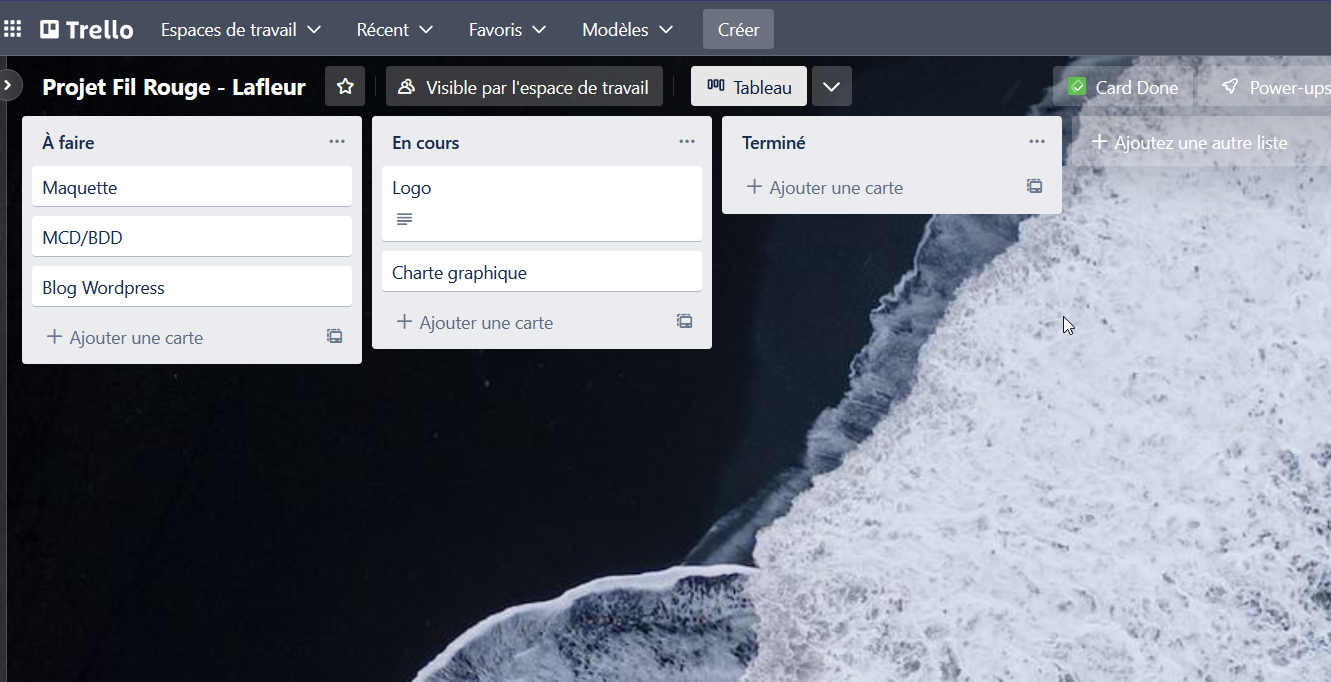 Trello
Espaces de travail
Récent
Favoris
Modèles
Créer
Projet Fil Rouge - Lafleur
Visible par l'espace de travail
Tableau
Card Done
Power-ups
À faire
Maquette
MCD/BDD
Blog Wordpress
Ajouter une carte
En cours
Logo
Charte graphique
Ajouter une carte
Terminé
Ajouter une carte
Ajoutez une autre liste